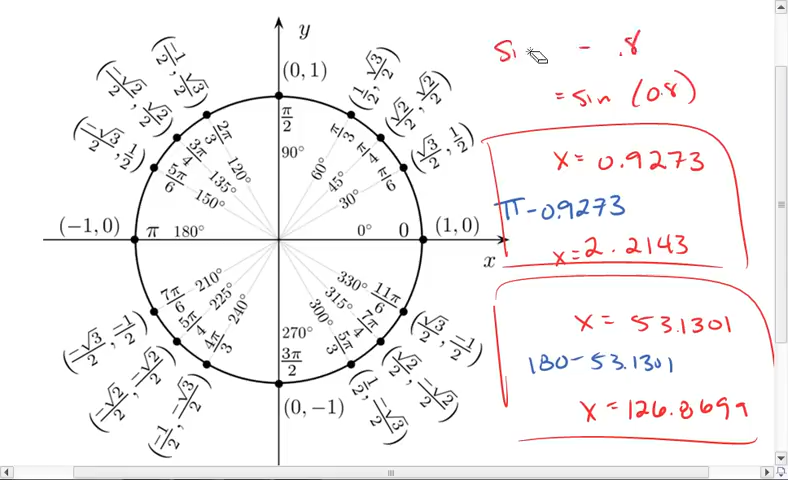 y
(0, 1)
(-1/2, √3/2)
(-√2/2, √2/2)
(-√3/2, 1/2)
(1/2, √3/2)
(√2/2, √2/2)
(√3/2, 1/2)
π/2
90°
2π/3
120°
3π/4
135°
5π/6
150°
π/3
60°
π/4
45°
π/6
30°
(-1, 0)
π 180°
0° 0
(1, 0)
x
7π/6
210°
5π/4
225°
4π/3
240°
270°
3π/2
300°
5π/3
315°
7π/4
330°
11π/6
(-√3/2, -1/2)
(-√2/2, -√2/2)
(-1/2, -√3/2)
(0, -1)
(1/2, -√3/2)
(√2/2, -√2/2)
(√3/2, -1/2)
Si - .8
= sin (0.8)
x = 0.9273
π - 0.9273
x = 2.2143
x = 53.1301
180 - 53.1301
x = 126.8699